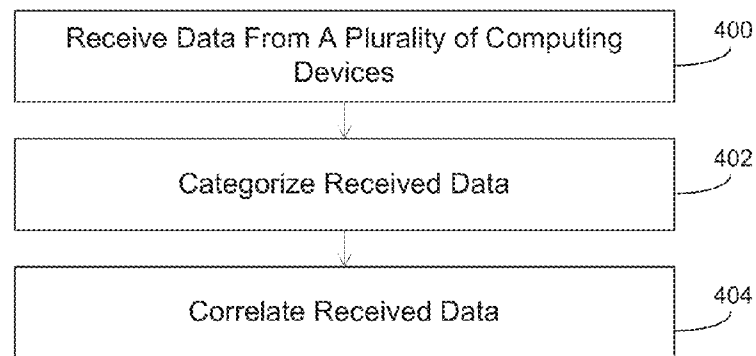 Receive Data From A Plurality of Computing
Devices
400
Categorize Received Data
402
Correlate Received Data
404